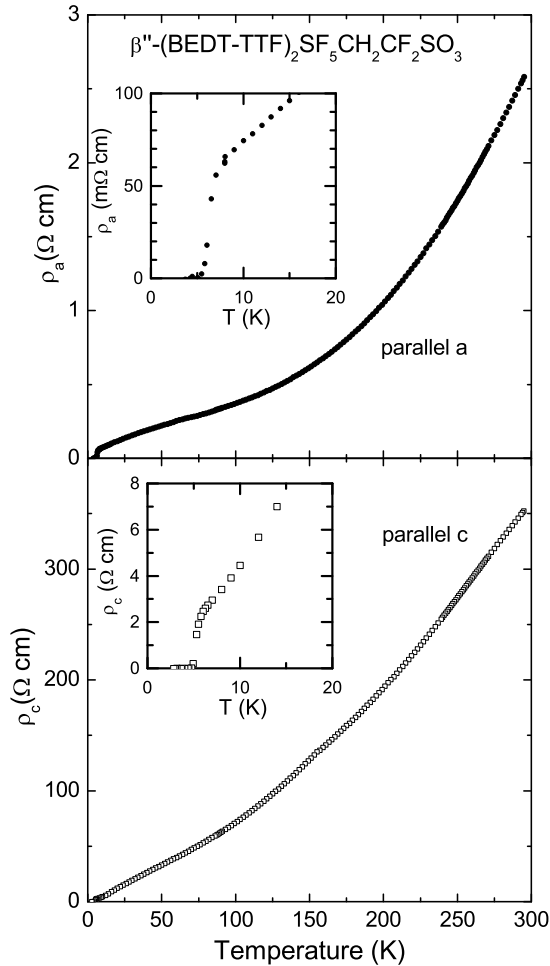 β"-(BEDT-TTF)₂SF₅CH₂CF₂SO₃
3
2
1
0
ρₐ(Ω cm)
100
50
0
ρₐ (mΩ cm)
0 10 20
T (K)
parallel a
300
200
100
0
ρ꜀(Ω cm)
8
6
4
2
0
ρ꜀ (Ω cm)
0 10 20
T (K)
parallel c
0 50 100 150 200 250 300
Temperature (K)